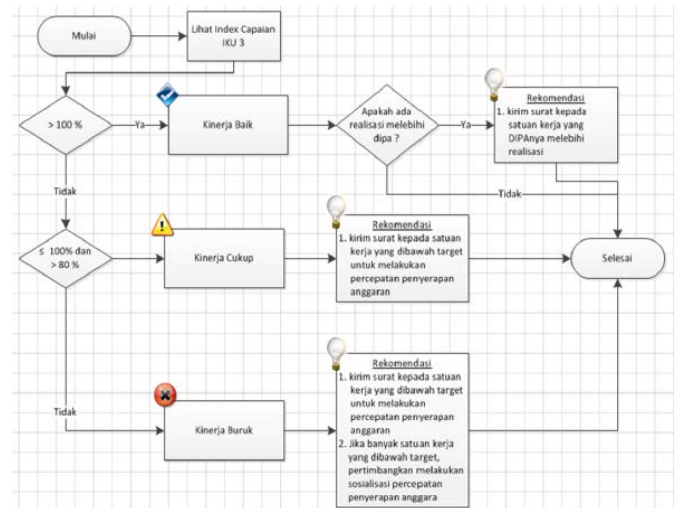 Mulai
Lihat Index Capaian
IKU 3
> 100 %
Ya
Kinerja Baik
Apakah ada
realisasi melebihi
dipa ?
Ya
Rekomendasi
1. kirim surat kepada
satuan kerja yang
DIPAnya melebihi
realisasi
Tidak
Tidak
≤ 100% dan
> 80 %
Kinerja Cukup
Rekomendasi
1. kirim surat kepada satuan
kerja yang dibawah target
untuk melakukan
percepatan penyerapan
anggaran
Selesai
Tidak
Kinerja Buruk
Rekomendasi
1. kirim surat kepada satuan
kerja yang dibawah target
untuk melakukan
percepatan penyerapan
anggaran
2. Jika banyak satuan kerja
yang dibawah target,
pertimbangkan melakukan
sosialisasi percepatan
penyerapan anggara